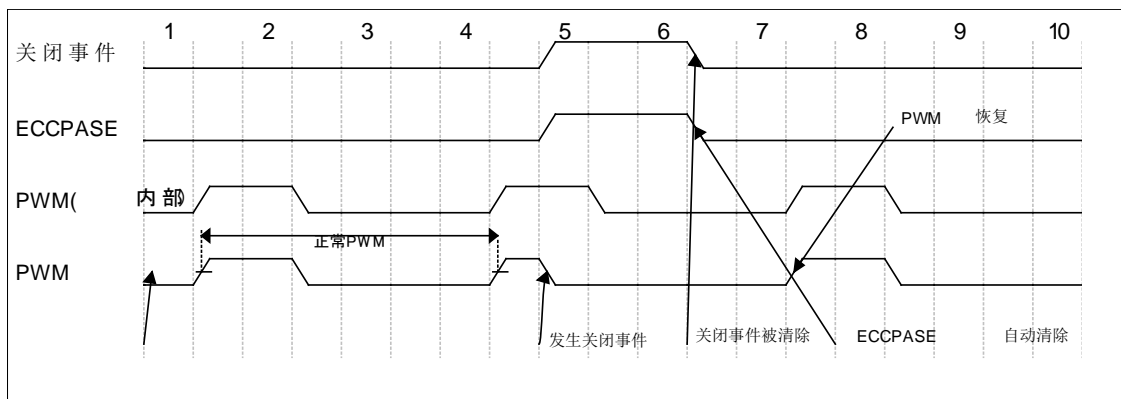 1 2 3 4 5 6 7 8 9 10
关闭事件
ECCPASE
PWM 恢复
PWM( 内部)
正常PWM
PWM
发生关闭事件 关闭事件被清除 ECCPASE 自动清除